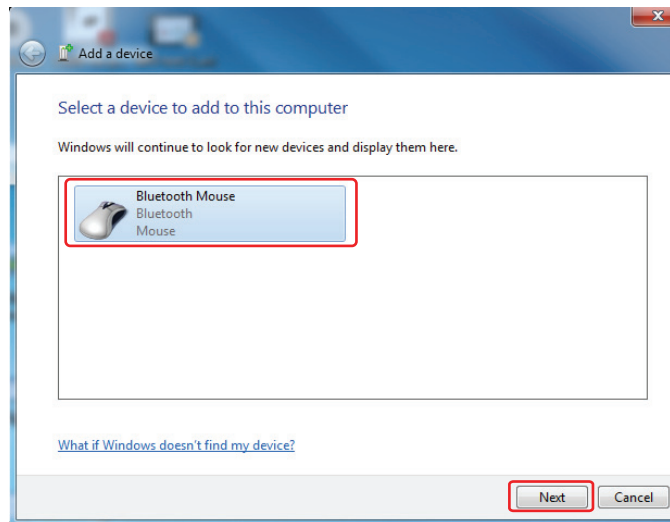 Add a device
Select a device to add to this computer
Windows will continue to look for new devices and display them here.
Bluetooth Mouse
Bluetooth
Mouse
What if Windows doesn't find my device?
Next
Cancel